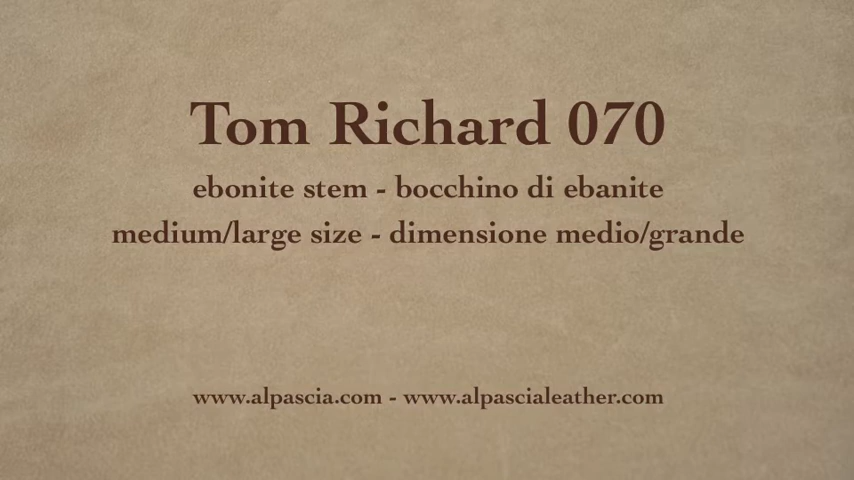 Tom Richard 070
ebonite stem - bocchino di ebanite
medium/large size - dimensione medio/grande
www.alpascia.com - www.alpascialeather.com